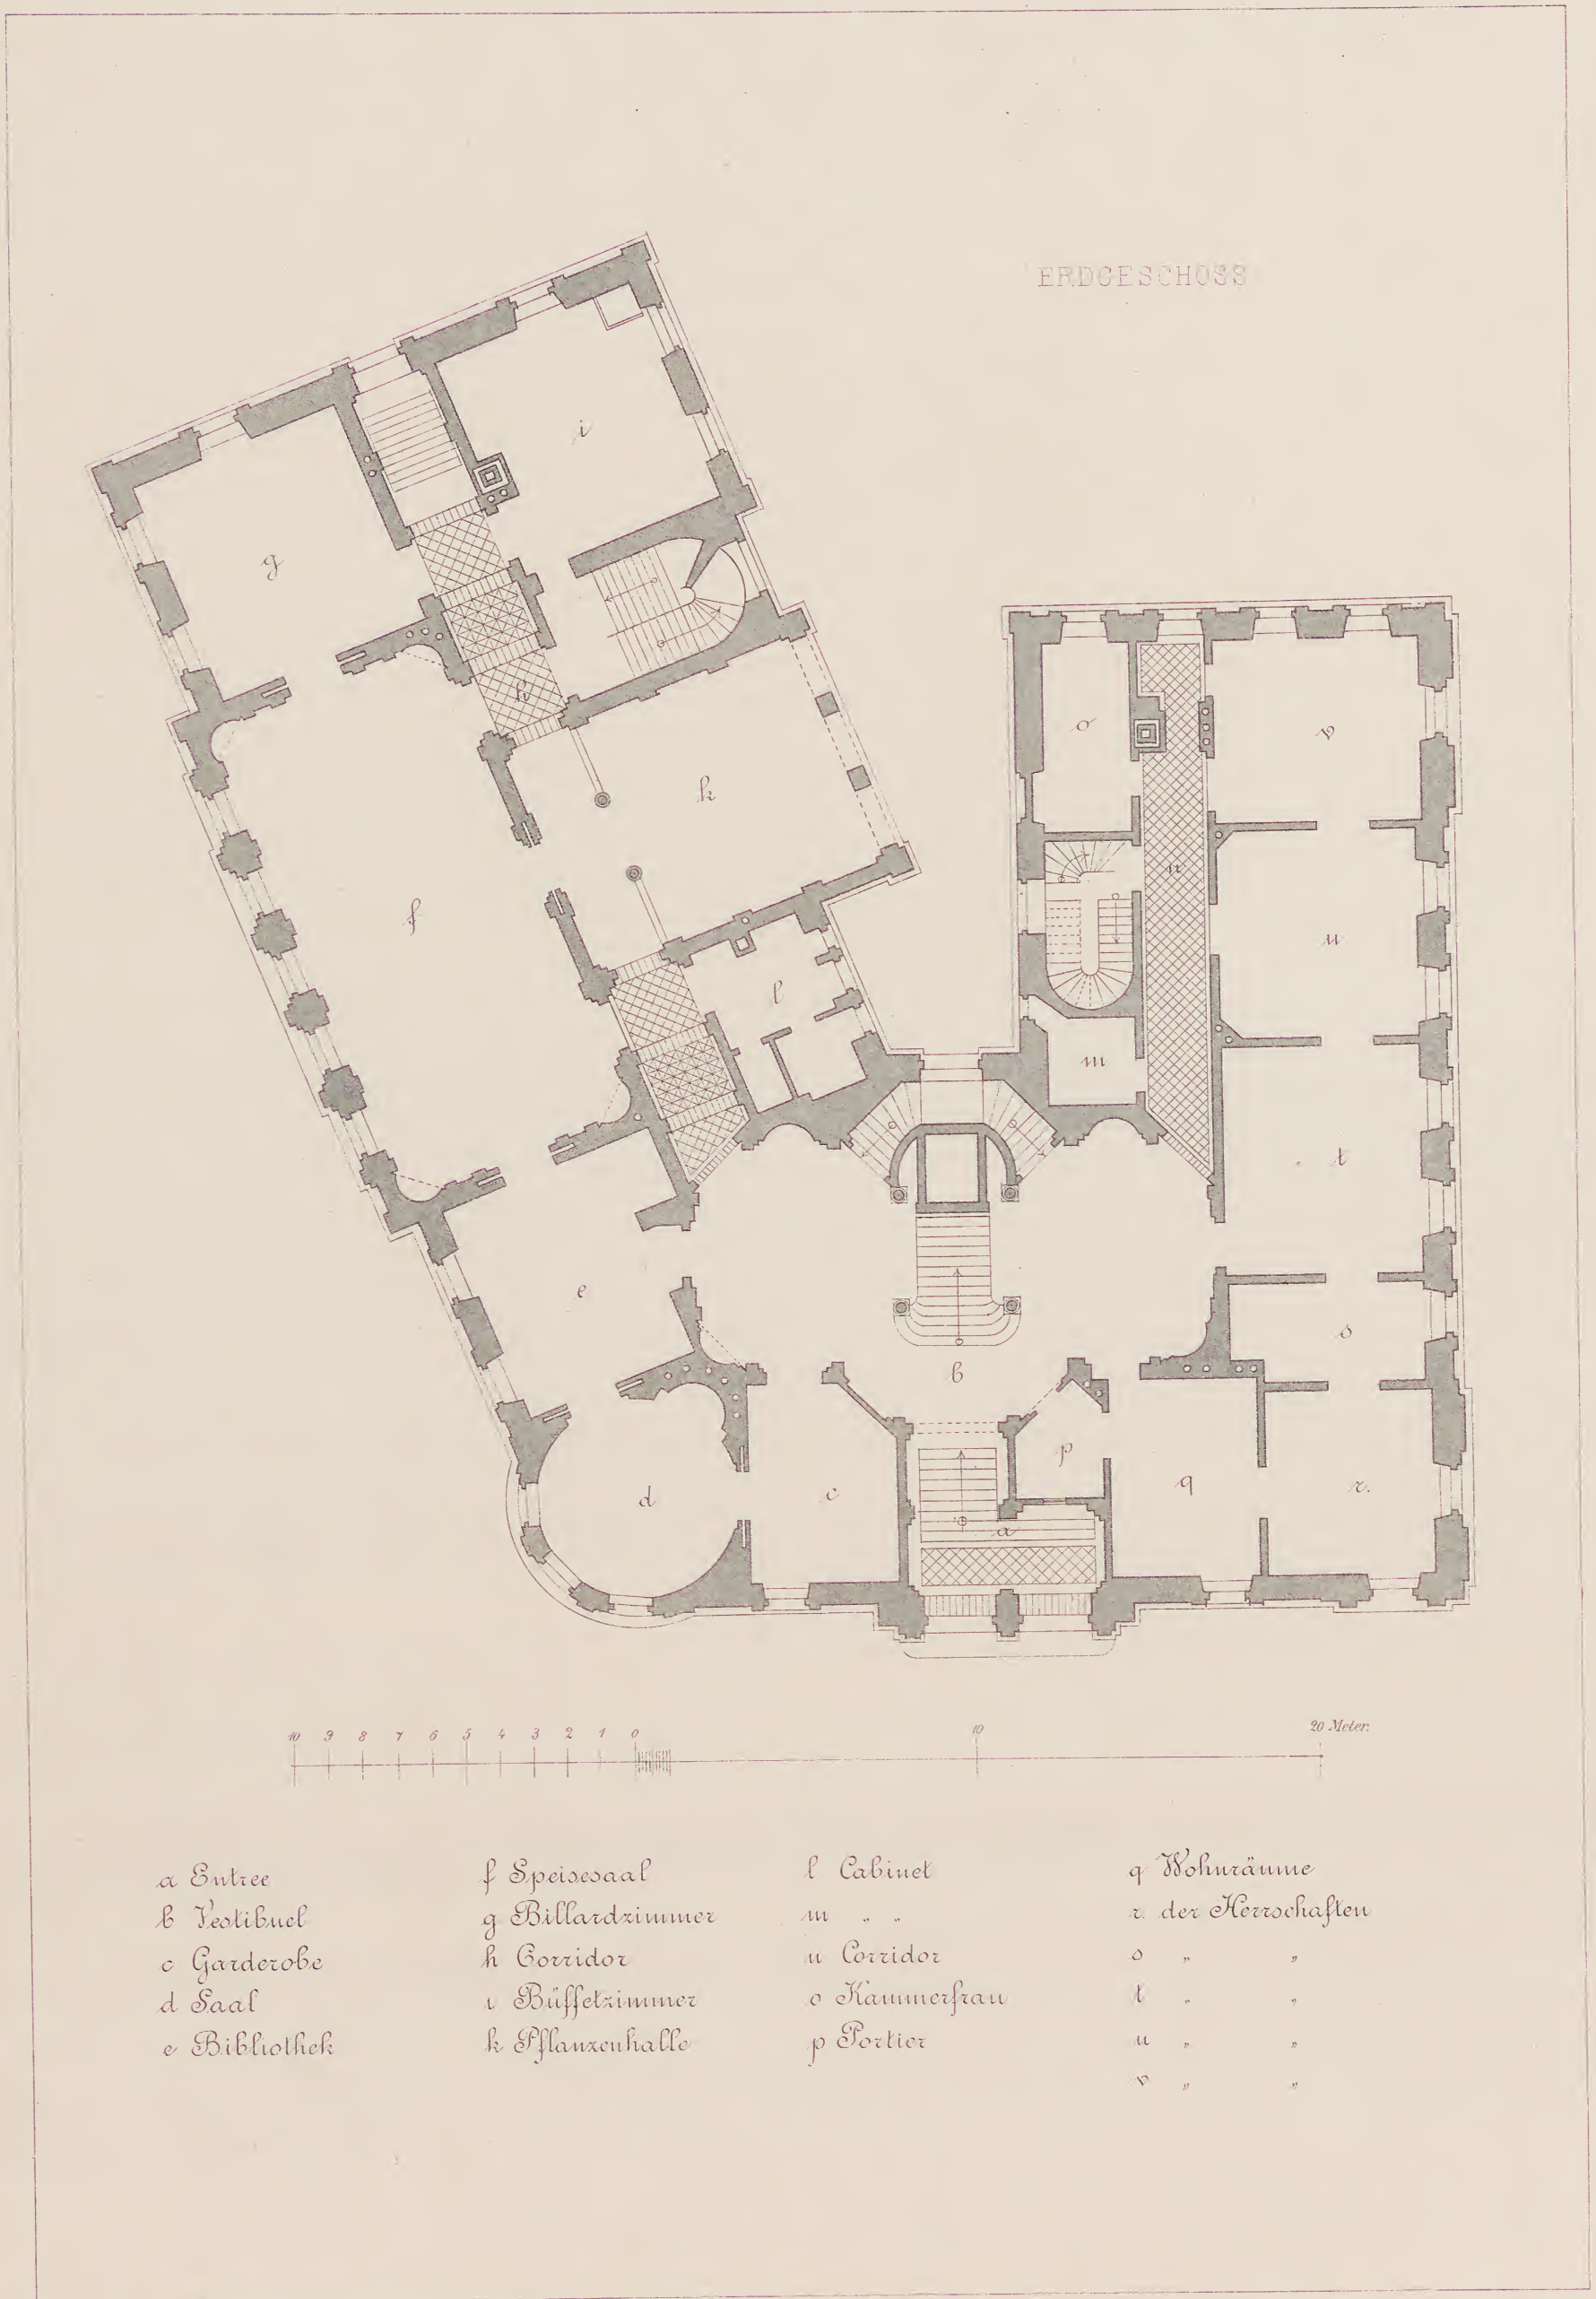 ERDGESCHOSS
i
g
h
o
v
k
f
n
u
l
m
t
e
s
b
p
d
c
q
r.
a
10 9 8 7 6 5 4 3 2 1 0 10 20 Meter.
a Entree
b Vestibuel
c Garderobe
d Saal
e Bibliothek
f Speisesaal
g Billardzimmer
h Corridor
i Büffetzimmer
k Pflanzenhalle
l Cabinet
m „ „
n Corridor
o Kammerfrau
p Portier
q Wohnräume
r. der Herrschaften
s „ „
t „ „
u „ „
v „ „